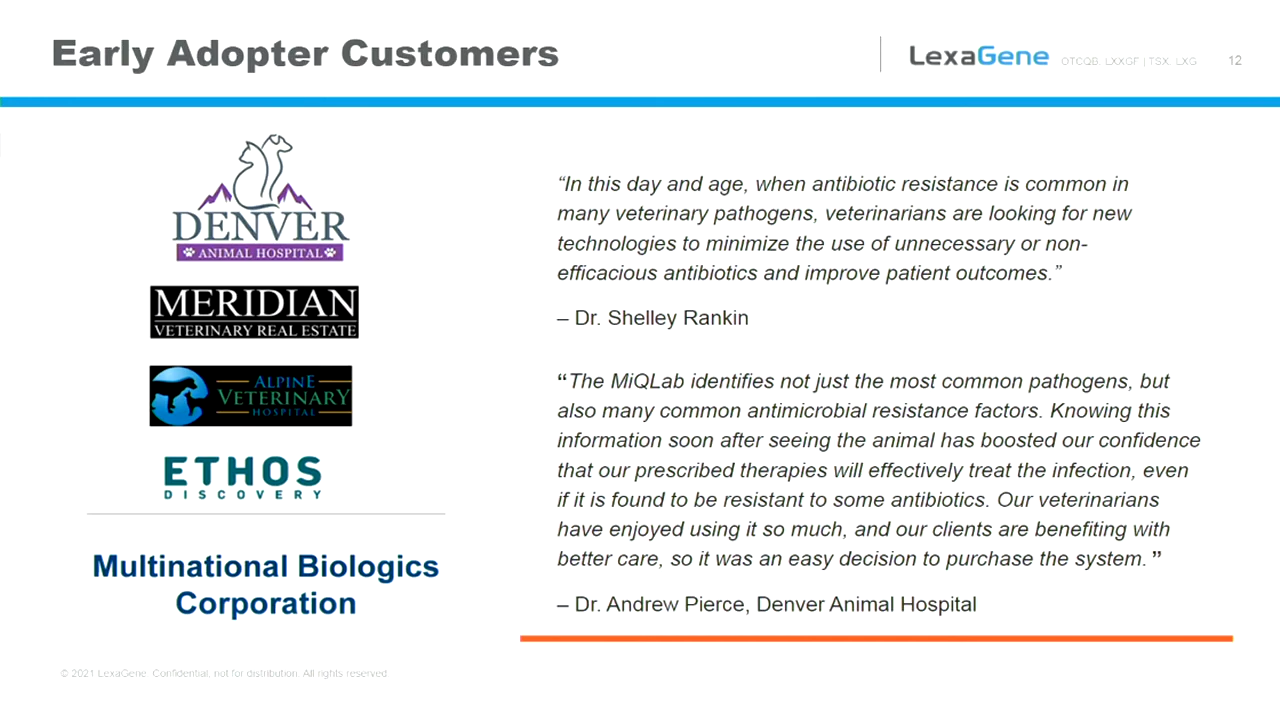 Early Adopter Customers
LexaGene
OTCQB: LXXGF | TSX: LXG
12
DENVER
ANIMAL HOSPITAL
MERIDIAN
VETERINARY REAL ESTATE
ALPINE
VETERINARY
HOSPITAL
ETHOS
DISCOVERY
Multinational Biologics
Corporation
“In this day and age, when antibiotic resistance is common in
many veterinary pathogens, veterinarians are looking for new
technologies to minimize the use of unnecessary or non-
efficacious antibiotics and improve patient outcomes.”
– Dr. Shelley Rankin
“The MiQLab identifies not just the most common pathogens, but
also many common antimicrobial resistance factors. Knowing this
information soon after seeing the animal has boosted our confidence
that our prescribed therapies will effectively treat the infection, even
if it is found to be resistant to some antibiotics. Our veterinarians
have enjoyed using it so much, and our clients are benefiting with
better care, so it was an easy decision to purchase the system.”
– Dr. Andrew Pierce, Denver Animal Hospital
© 2021 LexaGene. Confidential, not for distribution. All rights reserved